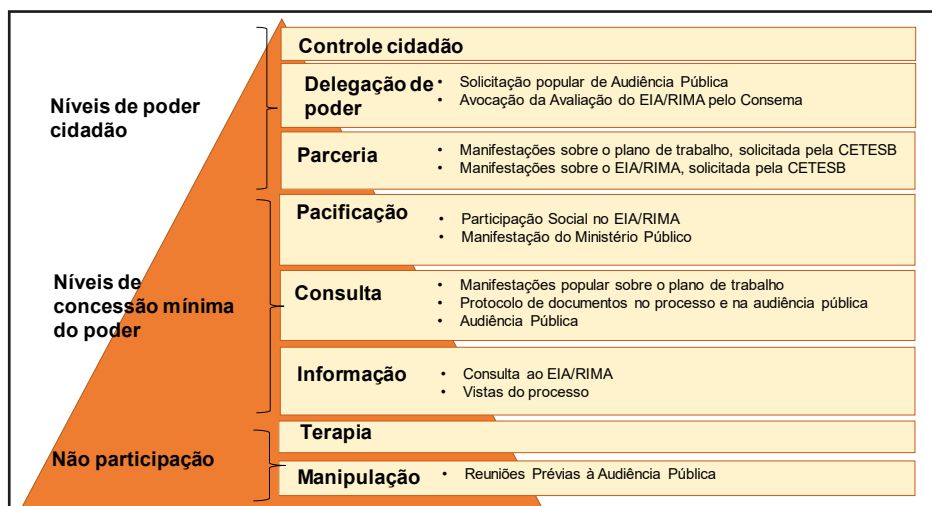 Controle cidadão
Níveis de poder
cidadão
Delegação de
poder
• Solicitação popular de Audiência Pública
• Avocação da Avaliação do EIA/RIMA pelo Consema
Parceria
• Manifestações sobre o plano de trabalho, solicitada pela CETESB
• Manifestações sobre o EIA/RIMA, solicitada pela CETESB
Níveis de
concessão mínima
do poder
Pacificação
• Participação Social no EIA/RIMA
• Manifestação do Ministério Público
Consulta
• Manifestações popular sobre o plano de trabalho
• Protocolo de documentos no processo e na audiência pública
• Audiência Pública
Informação
• Consulta ao EIA/RIMA
• Vistas do processo
Não participação
Terapia
Manipulação
• Reuniões Prévias à Audiência Pública